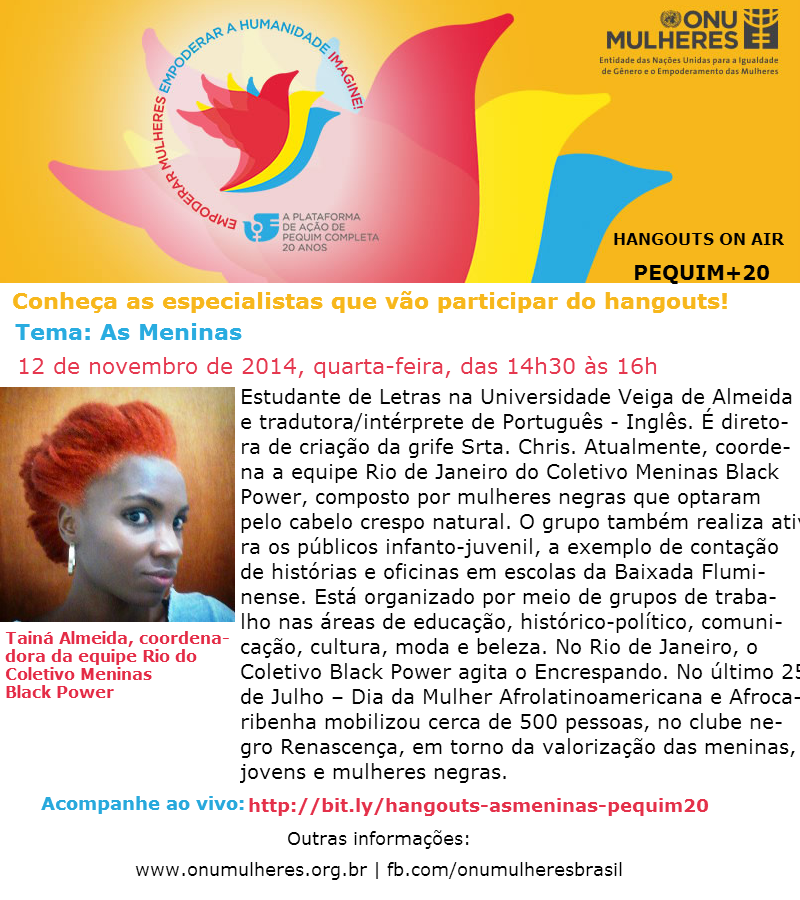 EMPODERAR MULHERES EMPODERAR A HUMANIDADE IMAGINE!
ONU
MULHERES
Entidade das Nações Unidas para a Igualdade
de Gênero e o Empoderamento das Mulheres
A PLATAFORMA
DE AÇÃO DE
PEQUIM COMPLETA
20 ANOS
HANGOUTS ON AIR
PEQUIM+20
Conheça as especialistas que vão participar do hangouts!
Tema: As Meninas
12 de novembro de 2014, quarta-feira, das 14h30 às 16h
Estudante de Letras na Universidade Veiga de Almeida
e tradutora/intérprete de Português - Inglês. É direto-
ra de criação da grife Srta. Chris. Atualmente, coorde-
na a equipe Rio de Janeiro do Coletivo Meninas Black
Power, composto por mulheres negras que optaram
pelo cabelo crespo natural. O grupo também realiza
ra os públicos infanto-juvenil, a exemplo de contação
de histórias e oficinas em escolas da Baixada Flumi-
nense. Está organizado por meio de grupos de traba-
lho nas áreas de educação, histórico-político, comuni-
cação, cultura, moda e beleza. No Rio de Janeiro, o
Coletivo Black Power agita o Encrespando. No último 25
de Julho – Dia da Mulher Afrolatinoamericana e Afroca-
ribenha mobilizou cerca de 500 pessoas, no clube ne-
gro Renascença, em torno da valorização das meninas,
jovens e mulheres negras.
Tainá Almeida, coordena-
dora da equipe Rio do
Coletivo Meninas
Black Power
Acompanhe ao vivo: http://bit.ly/hangouts-asmeninas-pequim20
Outras informações:
www.onumulheres.org.br | fb.com/onumulheresbrasil